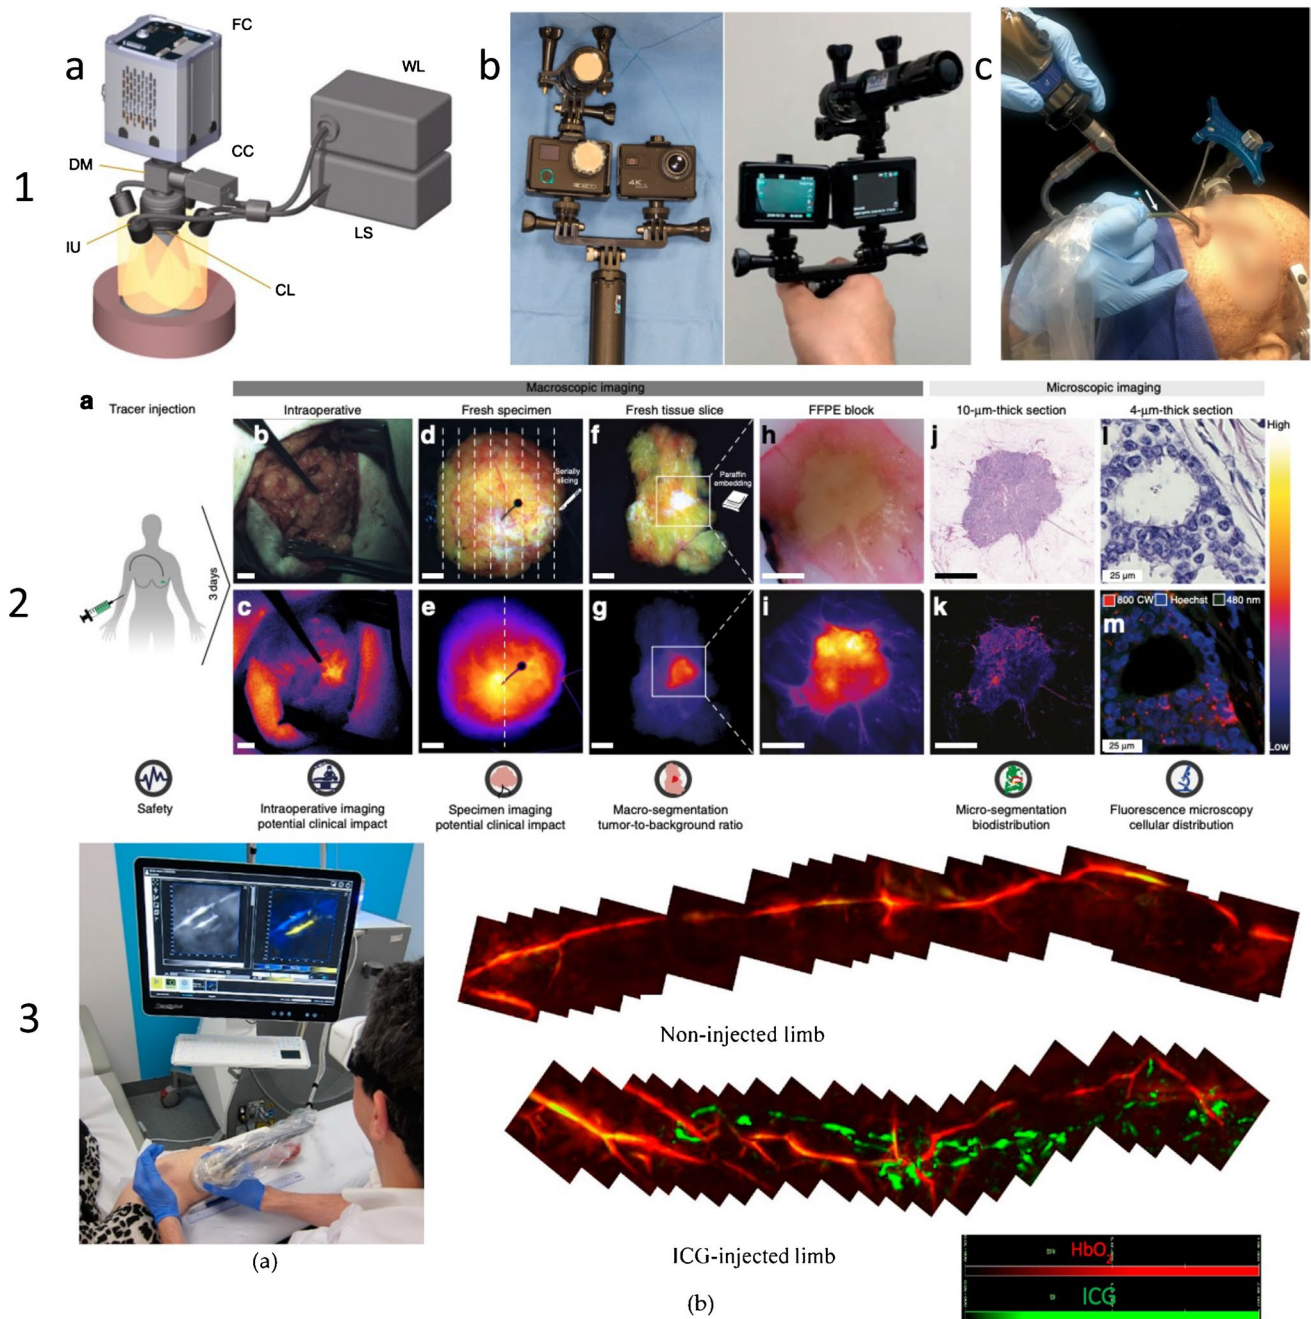 1
a
FC
WL
CC
DM
IU
LS
CL
b
4K
c
2
a
Macroscopic imaging
Microscopic imaging
Tracer injection
Intraoperative
Fresh specimen
Fresh tissue slice
FFPE block
10-μm-thick section
4-μm-thick section
High
b
d
f
h
j
l
Serially
slicing
Paraffin
embedding
25 μm
3 days
c
e
g
i
k
800 CW
Hoechst
480 nm
m
25 μm
Low
Safety
Intraoperative imaging
potential clinical impact
Specimen imaging
potential clinical impact
Macro-segmentation
tumor-to-background ratio
Micro-segmentation
biodistribution
Fluorescence microscopy
cellular distribution
3
Non-injected limb
ICG-injected limb
(a)
(b)
HbO2
ICG